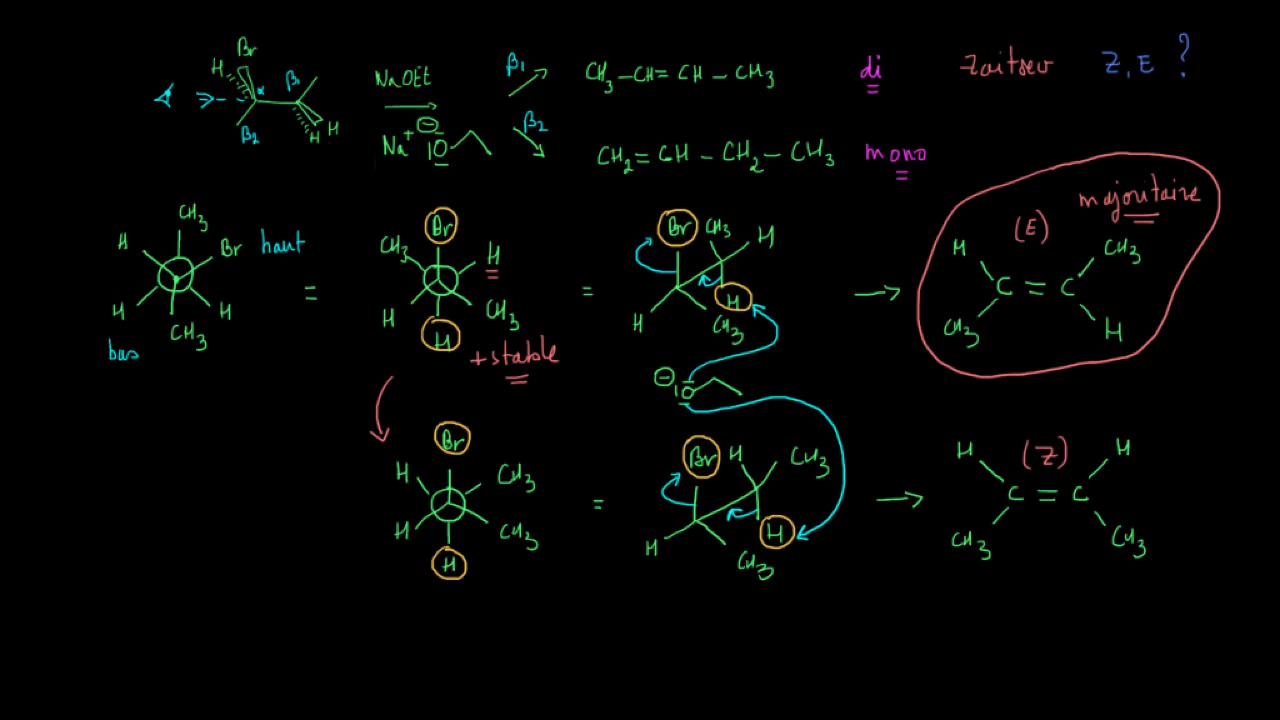 Br
H
β1
*
β2
H H
NaOEt
Na+ ⊖ |O
β1
β2
CH3 – CH = CH – CH3 di Zaitsev Z, E ?
CH2 = CH – CH2 – CH3 mono
CH3
H Br haut
H H
CH3
bas
=
Br
CH3 H
H CH3
H
+ stable
=
Br CH3 H
H
H CH3
⊖ |O
→
(E) majoritaire
H CH3
C = C
CH3 H
Br
H CH3
H CH3
H
=
Br H CH3
H
H CH3
→
(Z)
H H
C = C
CH3 CH3